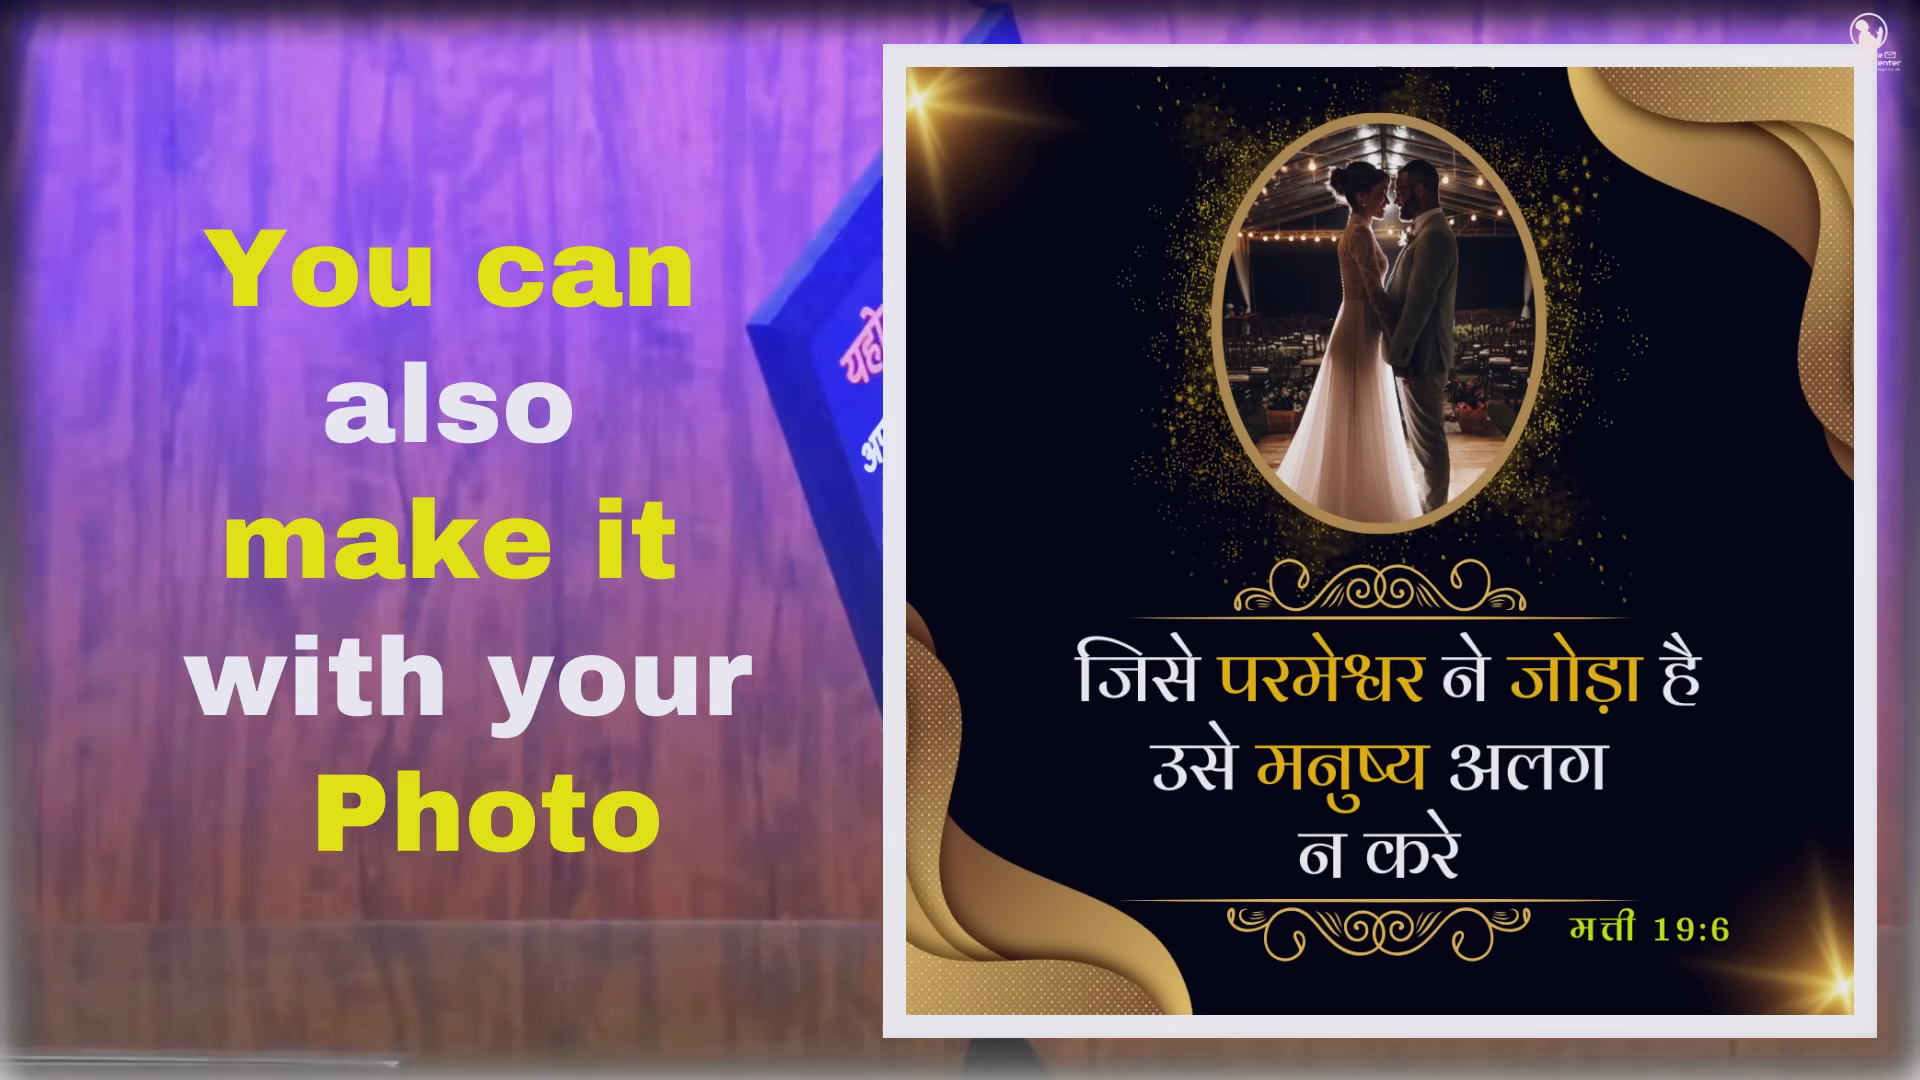 You can
also
make it
with your
Photo
जिसे परमेश्वर ने जोड़ा है
उसे मनुष्य अलग
न करे
मत्ती 19:6